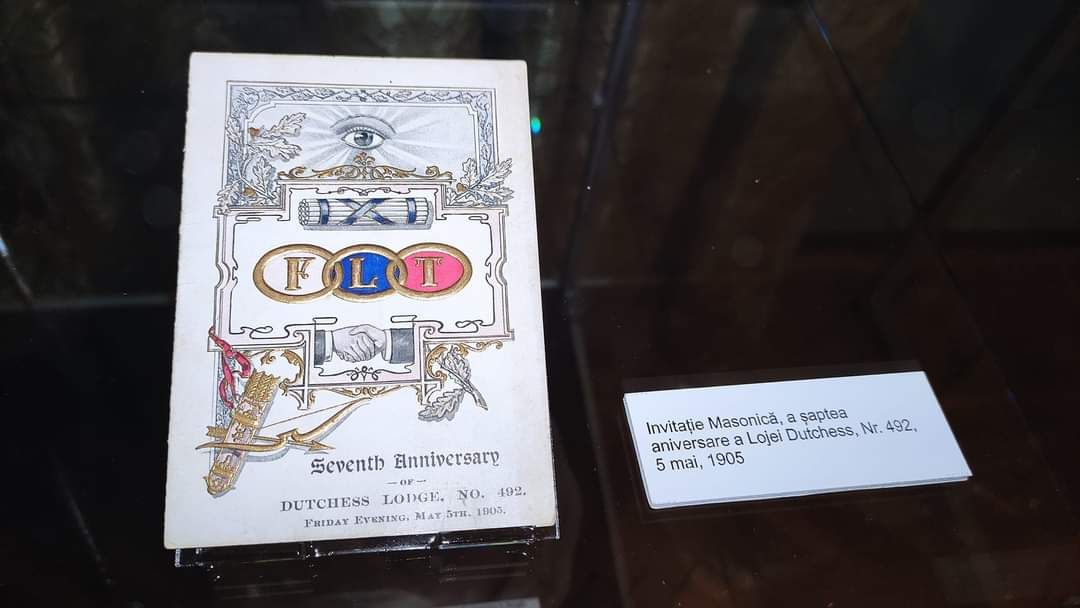 F L T
Seventh Anniversary
— OF —
DUTCHESS LODGE, NO. 492.
FRIDAY EVENING, MAY 5TH, 1905.
Invitație Masonică, a șaptea
aniversare a Lojei Dutchess, Nr. 492,
5 mai, 1905